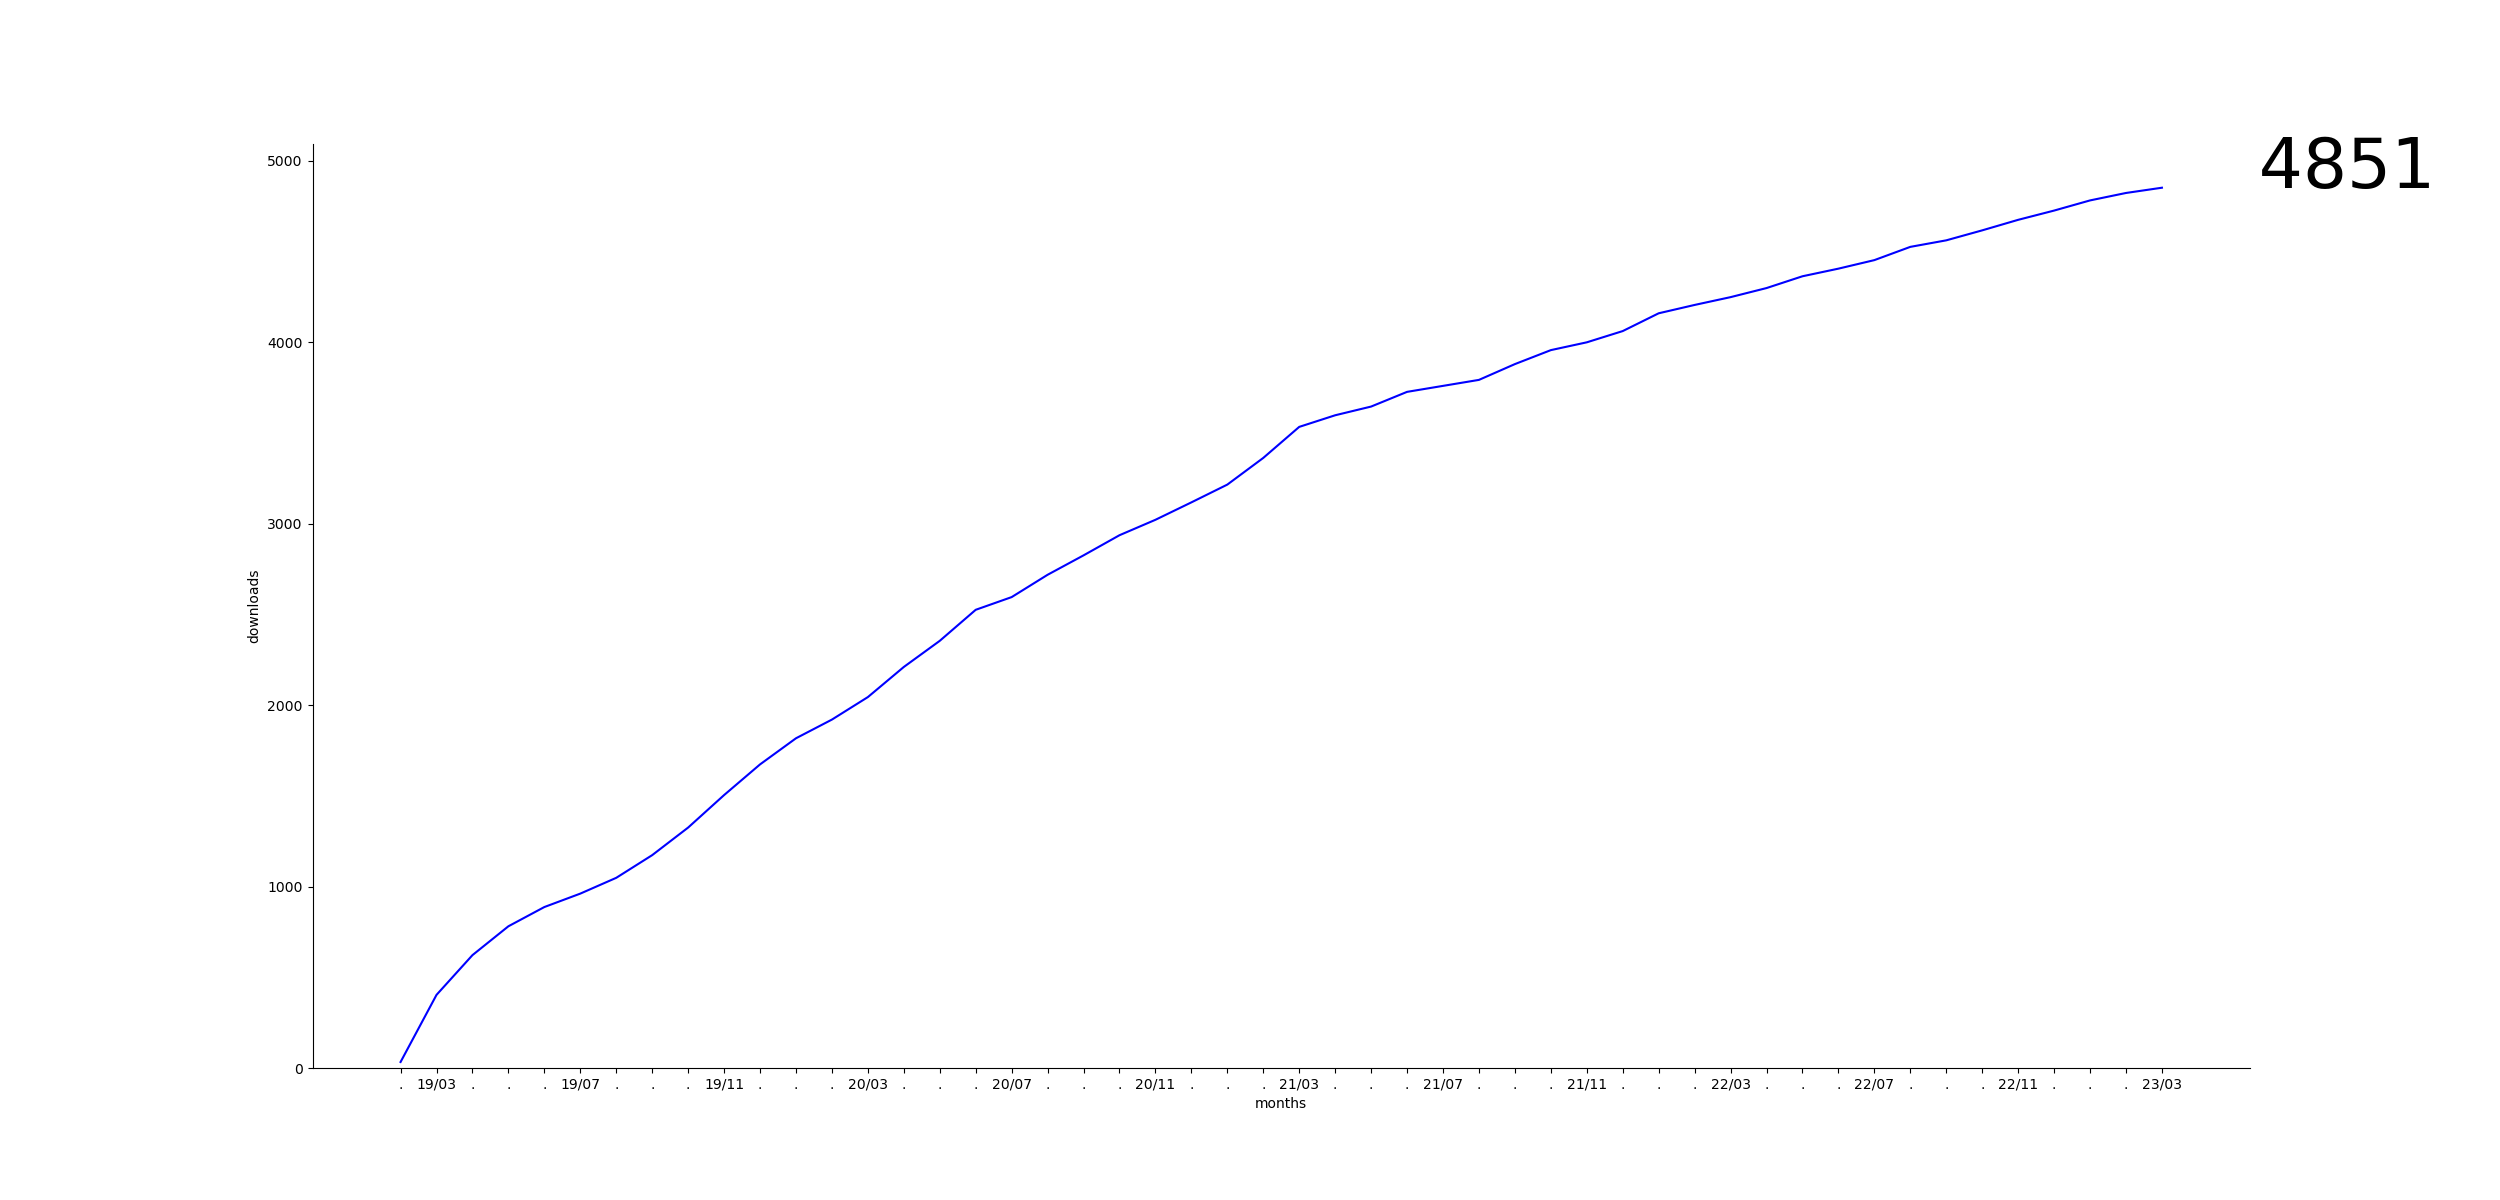 4851
5000
4000
3000
2000
1000
0
downloads
. 19/03 . . . 19/07 . . . 19/11 . . . 20/03 . . . 20/07 . . . 20/11 . . . 21/03 . . . 21/07 . . . 21/11 . . . 22/03 . . . 22/07 . . . 22/11 . . . 23/03
months